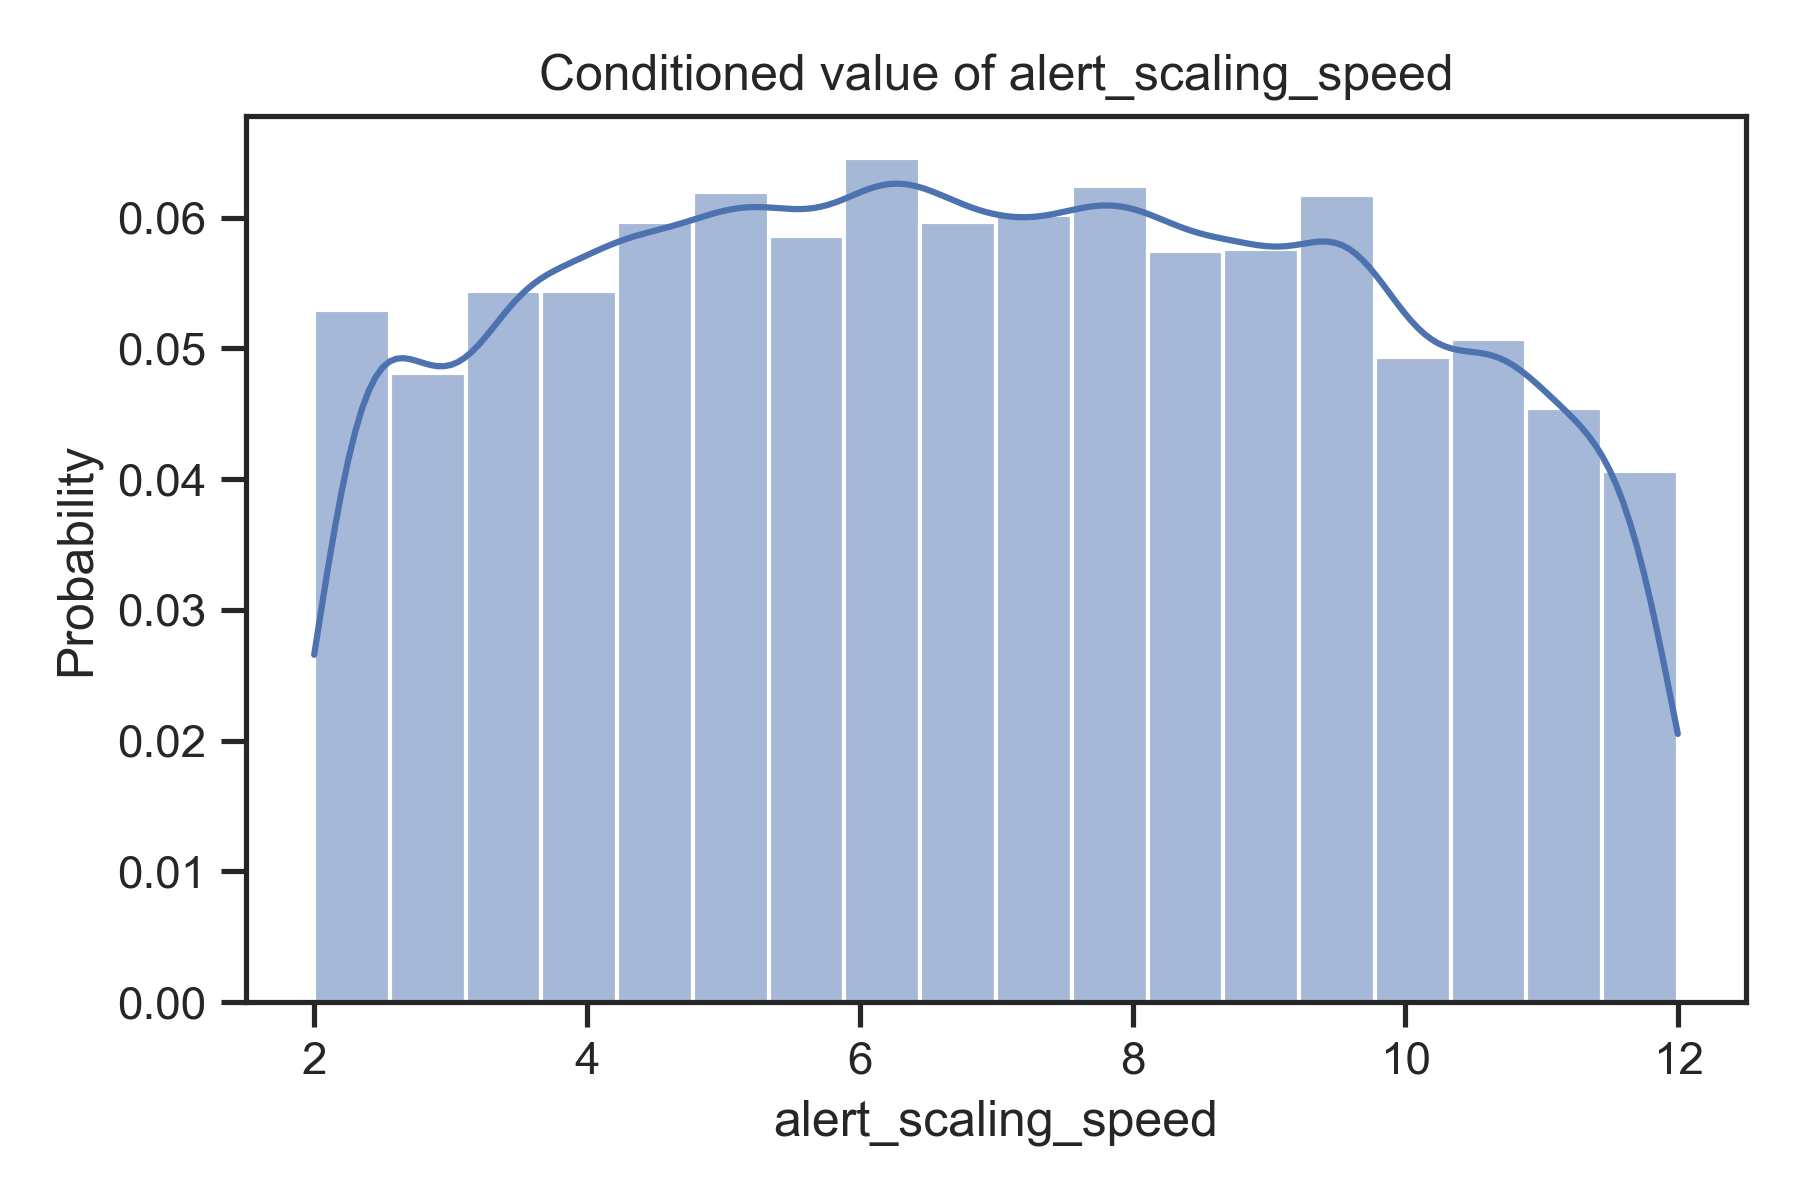 Conditioned value of alert_scaling_speed
Probability
0.06
0.05
0.04
0.03
0.02
0.01
0.00
2 4 6 8 10 12
alert_scaling_speed